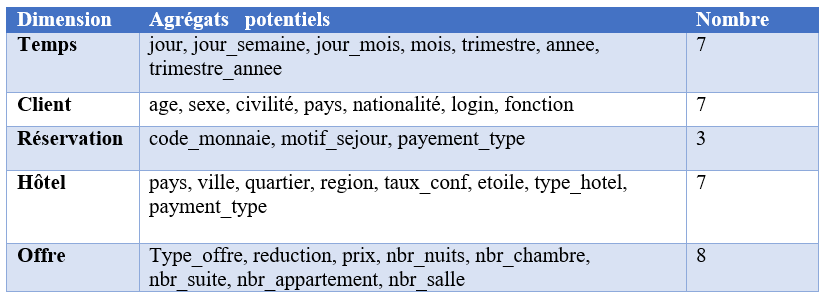 Dimension Agrégats potentiels Nombre
Temps jour, jour_semaine, jour_mois, mois, trimestre, annee, 7
trimestre_annee
Client age, sexe, civilité, pays, nationalité, login, fonction 7
Réservation code_monnaie, motif_sejour, payement_type 3
Hôtel pays, ville, quartier, region, taux_conf, etoile, type_hotel, 7
payment_type
Offre Type_offre, reduction, prix, nbr_nuits, nbr_chambre, 8
nbr_suite, nbr_appartement, nbr_salle